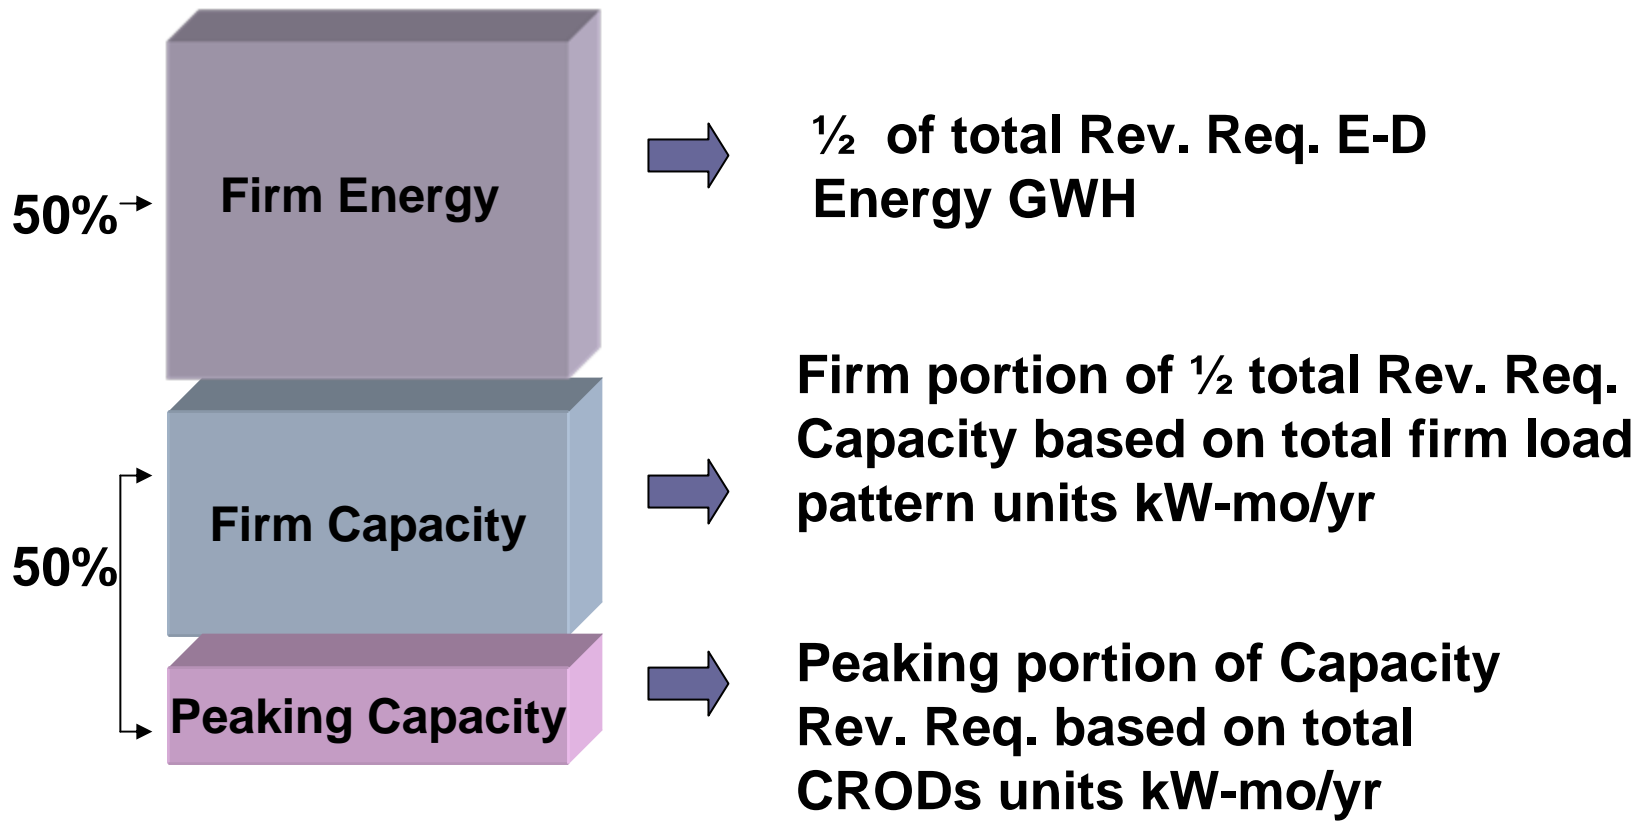 50%
Firm Energy
½ of total Rev. Req. E-D
Energy GWH
50%
Firm Capacity
Firm portion of ½ total Rev. Req.
Capacity based on total firm load
pattern units kW-mo/yr
Peaking Capacity
Peaking portion of Capacity
Rev. Req. based on total
CRODs units kW-mo/yr